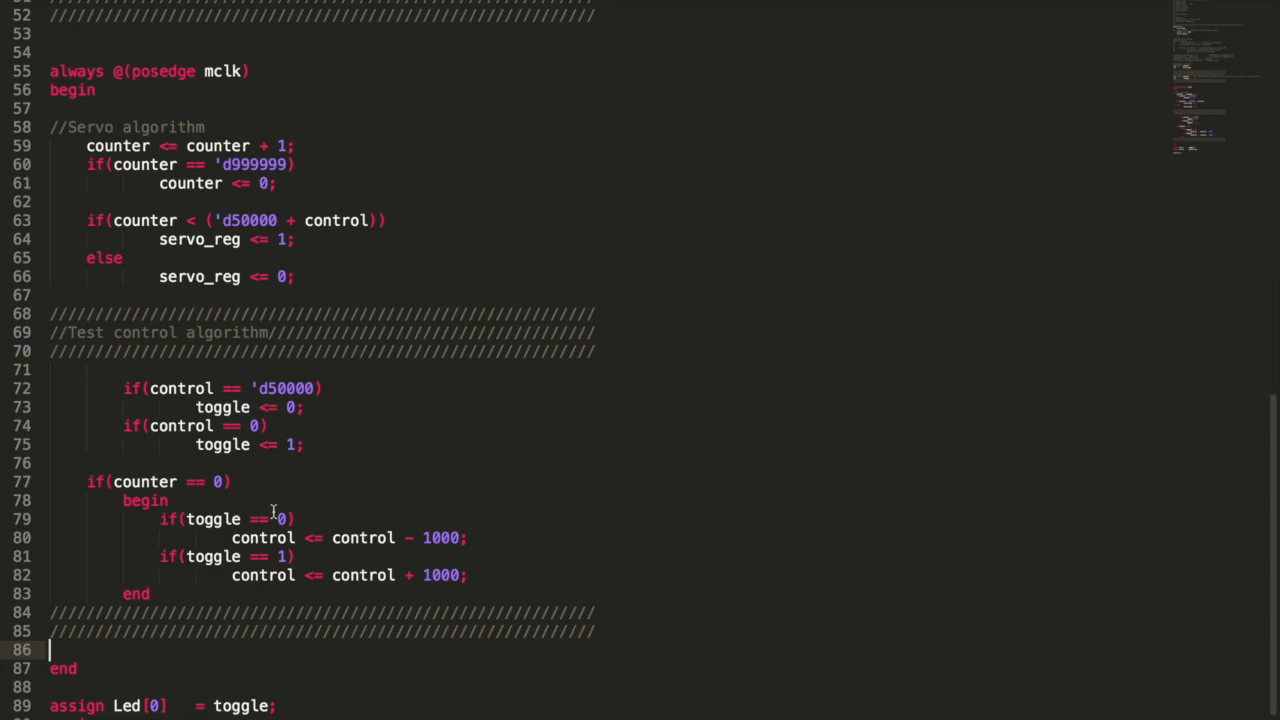 52 ////////////////////////////////////////////////////////////
53
54
55 always @(posedge mclk)
56 begin
57
58 //Servo algorithm
59 counter <= counter + 1;
60 if(counter == 'd999999)
61 counter <= 0;
62
63 if(counter < ('d50000 + control))
64 servo_reg <= 1;
65 else
66 servo_reg <= 0;
67
68 ////////////////////////////////////////////////////////////
69 //Test control algorithm////////////////////////////////////
70 ////////////////////////////////////////////////////////////
71
72 if(control == 'd50000)
73 toggle <= 0;
74 if(control == 0)
75 toggle <= 1;
76
77 if(counter == 0)
78 begin
79 if(toggle == 0)
80 control <= control - 1000;
81 if(toggle == 1)
82 control <= control + 1000;
83 end
84 ////////////////////////////////////////////////////////////
85 ////////////////////////////////////////////////////////////
86
87 end
88
89 assign Led[0] = toggle;